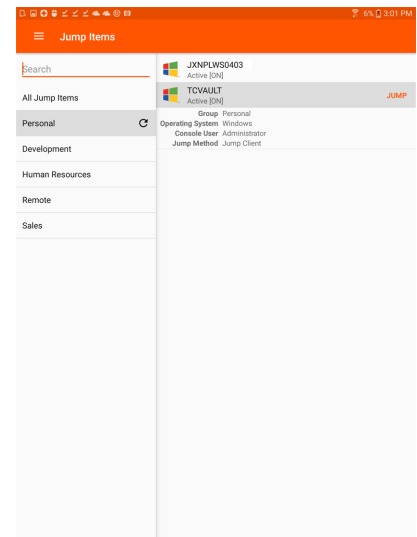 6% 3:01 PM
Jump Items
Search
All Jump Items
Personal
Development
Human Resources
Remote
Sales
JXNPLWS0403
Active [ON]
TCVAULT
Active [ON]
JUMP
Group Personal
Operating System Windows
Console User Administrator
Jump Method Jump Client